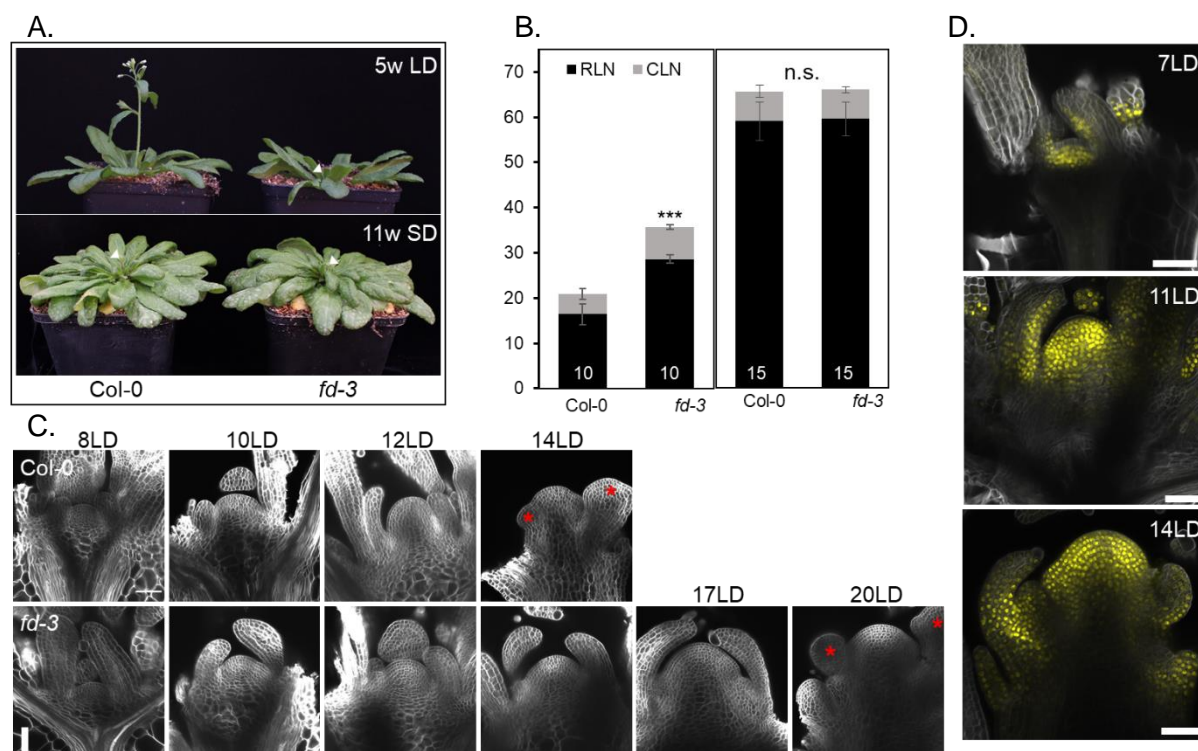 A.
5w LD
11w SD
Col-0 fd-3
B.
RLN CLN
n.s.
***
70
60
50
40
30
20
10
0
10 10 15 15
Col-0 fd-3 Col-0 fd-3
C.
8LD 10LD 12LD 14LD
Col-0
* *
17LD 20LD
fd-3
* *
D.
7LD
11LD
14LD